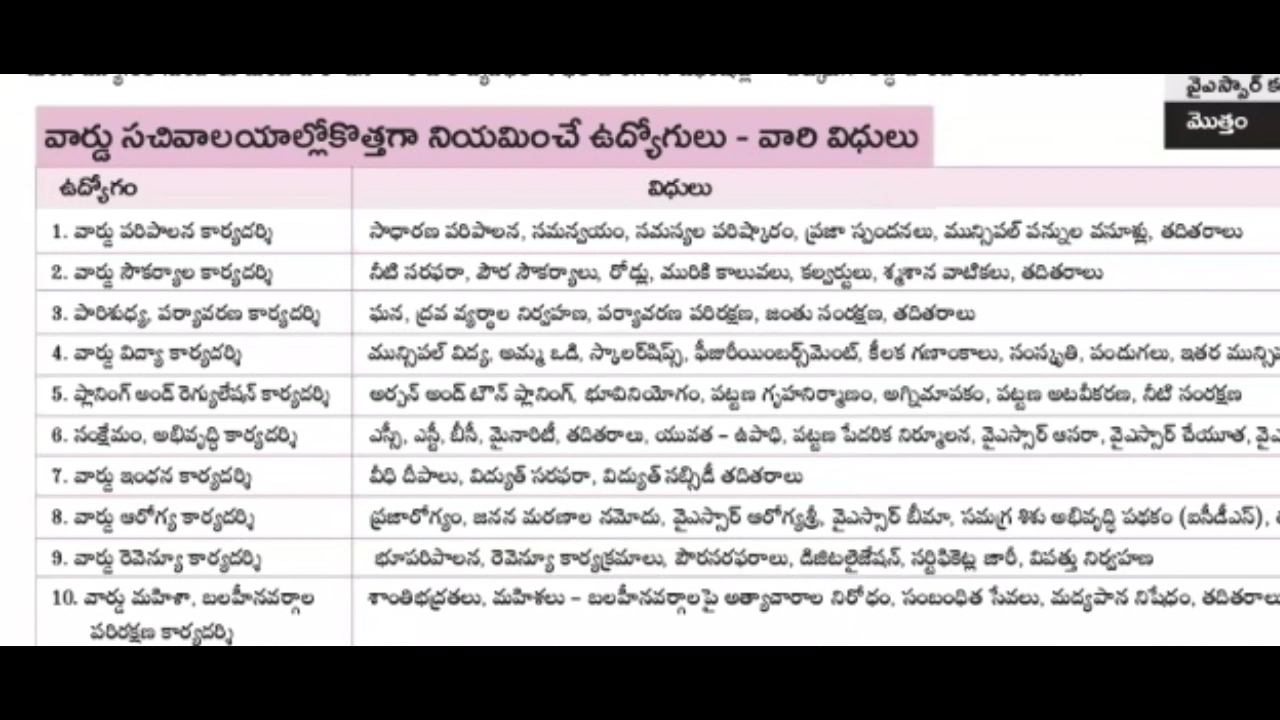 వైఎస్సార్
మొత్తం
వార్డు సచివాలయాల్లోకొత్తగా నియమించే ఉద్యోగులు - వారి విధులు
ఉద్యోగం విధులు
1. వార్డు పరిపాలన కార్యదర్శి సాధారణ పరిపాలన, సమన్వయం, సమస్యల పరిష్కారం, ప్రజా స్పందనలు, మున్సిపల్ పన్నుల వసూళ్లు, తదితరాలు
2. వార్డు సౌకర్యాల కార్యదర్శి నీటి సరఫరా, పౌర సౌకర్యాలు, రోడ్లు, మురికి కాలువలు, కల్వర్టులు, శ్మశాన వాటికలు, తదితరాలు
3. పారిశుధ్య, పర్యావరణ కార్యదర్శి ఘన, ద్రవ వ్యర్థాల నిర్వహణ, పర్యావరణ పరిరక్షణ, జంతు సంరక్షణ, తదితరాలు
4. వార్డు విద్యా కార్యదర్శి మున్సిపల్ విద్య, అమ్మ ఒడి, స్కాలర్‌షిప్స్, ఫీజురీయింబర్స్‌మెంట్, కీలక గణాంకాలు, సంస్కృతి, పండుగలు, ఇతర
5. ప్లానింగ్ అండ్ రెగ్యులేషన్ కార్యదర్శి అర్బన్ అండ్ టౌన్ ప్లానింగ్, భూవినియోగం, పట్టణ గృహనిర్మాణం, అగ్నిమాపకం, పట్టణ అటవీకరణ, నీటి సంరక్షణ
6. సంక్షేమం, అభివృద్ధి కార్యదర్శి ఎస్సీ, ఎస్టీ, బీసీ, మైనారిటీ, తదితరాలు, యువత - ఉపాధి, పట్టణ పేదరిక నిర్మూలన, వైఎస్సార్ ఆసరా, వైఎస్సార్ చేయూత,
7. వార్డు ఇంధన కార్యదర్శి వీధి దీపాలు, విద్యుత్ సరఫరా, విద్యుత్ సబ్సిడీ తదితరాలు
8. వార్డు ఆరోగ్య కార్యదర్శి ప్రజారోగ్యం, జనన మరణాల నమోదు, వైఎస్సార్ ఆరోగ్యశ్రీ, వైఎస్సార్ బీమా, సమగ్ర శిశు అభివృద్ధి పథకం (ఐసీడీఎస్),
9. వార్డు రెవెన్యూ కార్యదర్శి భూపరిపాలన, రెవెన్యూ కార్యక్రమాలు, పౌరసరఫరాలు, డిజిటలైజేషన్, సర్టిఫికెట్ల జారీ, విపత్తు నిర్వహణ
10. వార్డు మహిళా, బలహీనవర్గాల శాంతిభద్రతలు, మహిళలు - బలహీనవర్గాలపై అత్యాచారాల నిరోధం, సంబంధిత సేవలు, మద్యపాన నిషేధం, తదితరాలు
పరిరక్షణ కార్యదర్శి